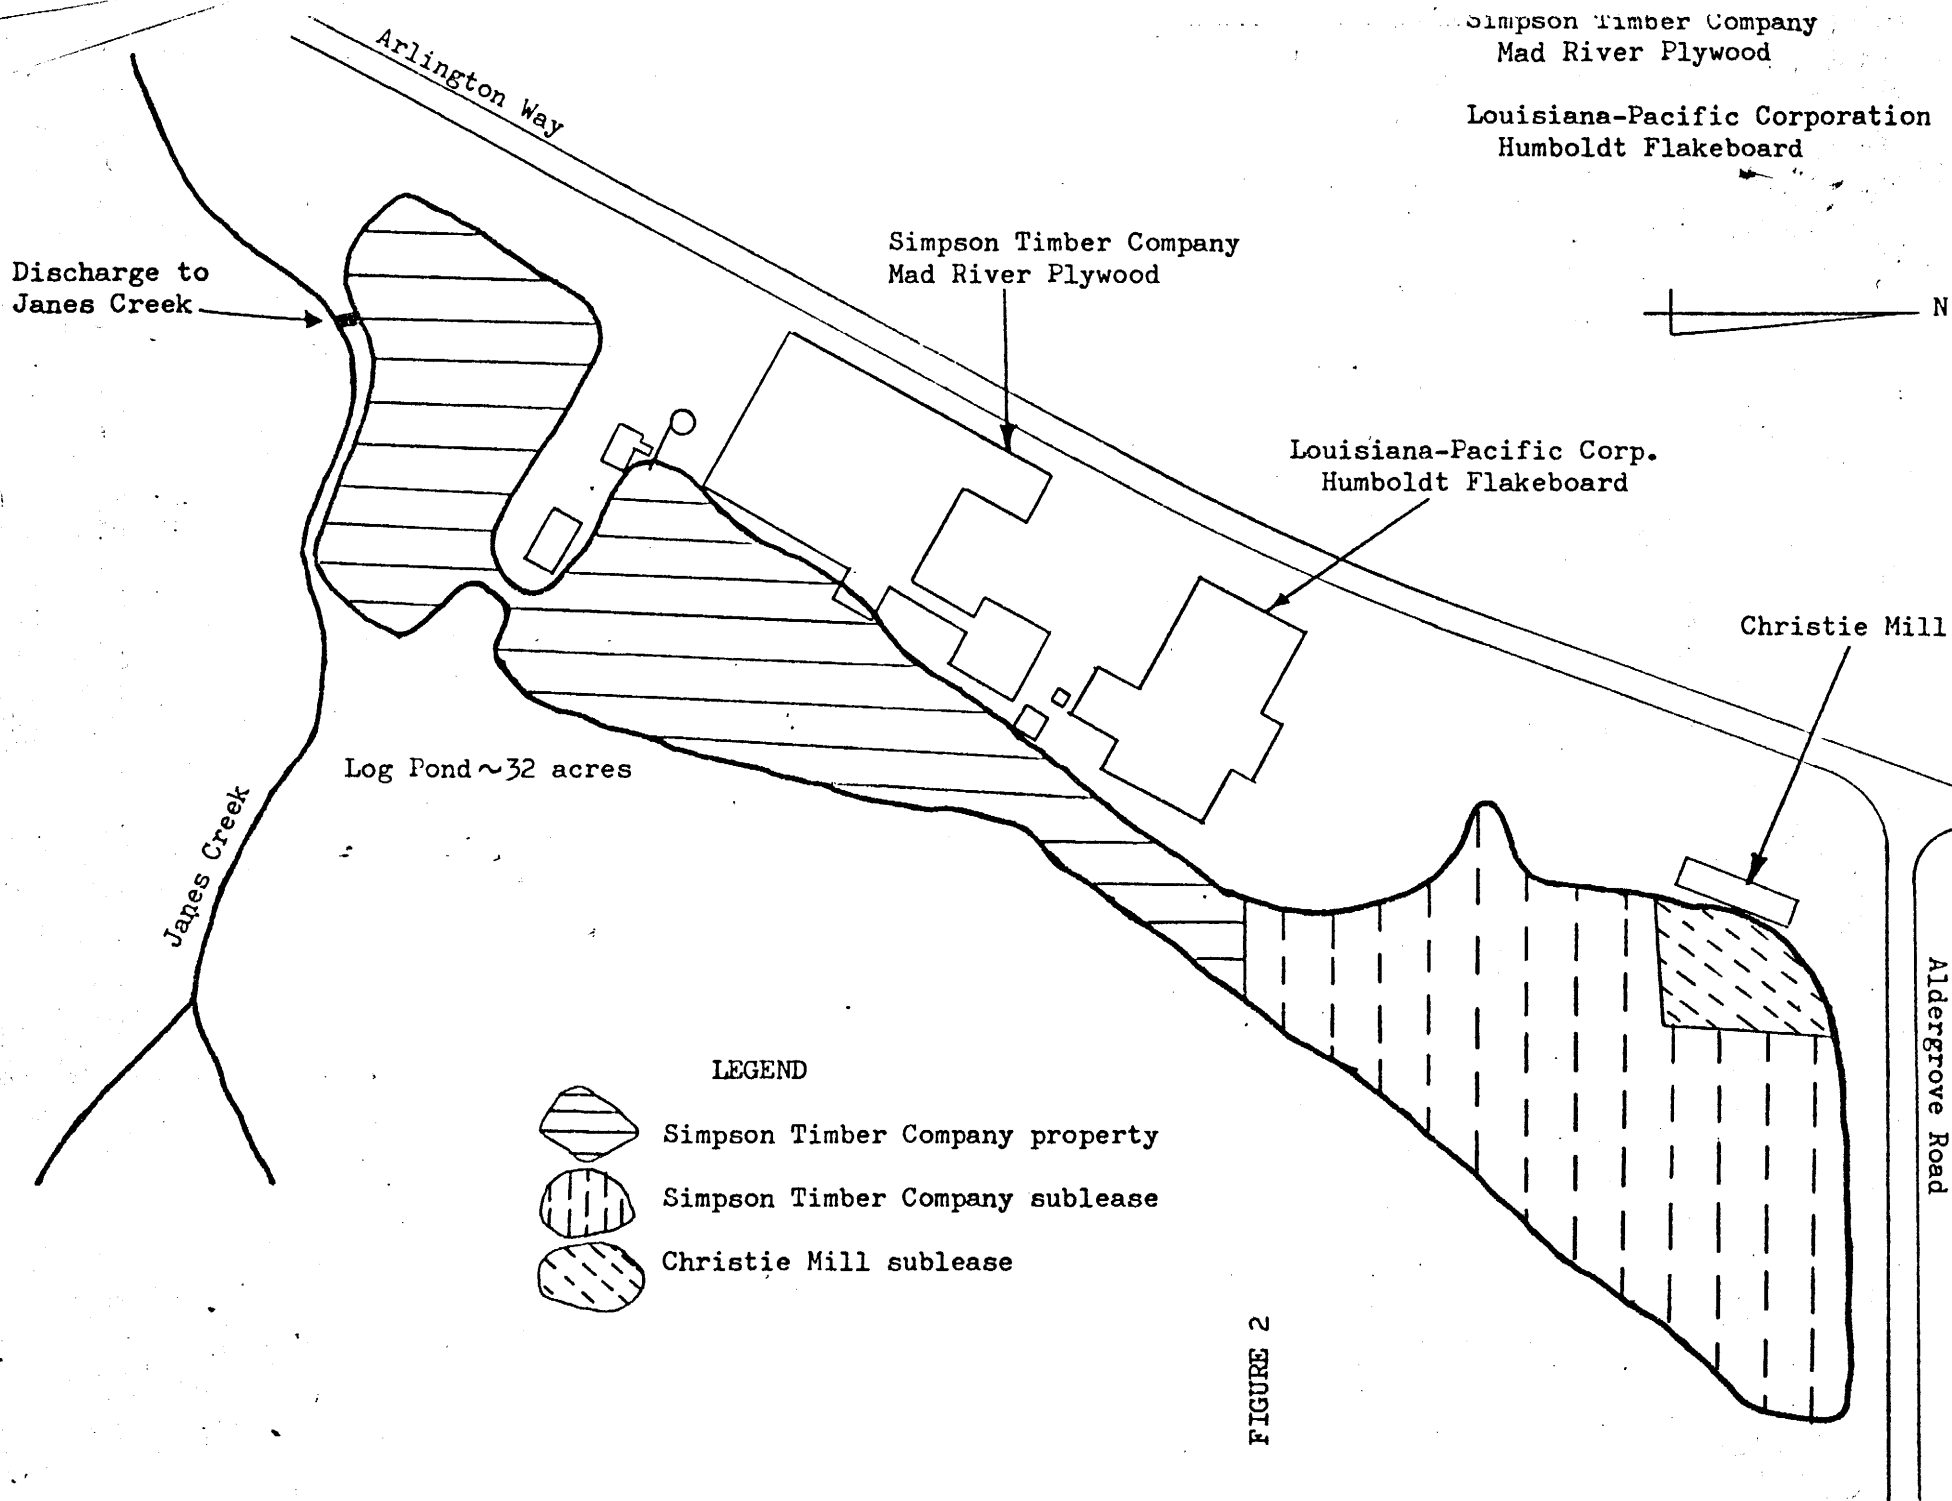 Simpson Timber Company
Mad River Plywood
Louisiana-Pacific Corporation
Humboldt Flakeboard
Arlington Way
Discharge to
Janes Creek
Simpson Timber Company
Mad River Plywood
N
Louisiana-Pacific Corp.
Humboldt Flakeboard
Christie Mill
Log Pond ~32 acres
Janes Creek
Aldergrove Road
LEGEND
Simpson Timber Company property
Simpson Timber Company sublease
Christie Mill sublease
FIGURE 2